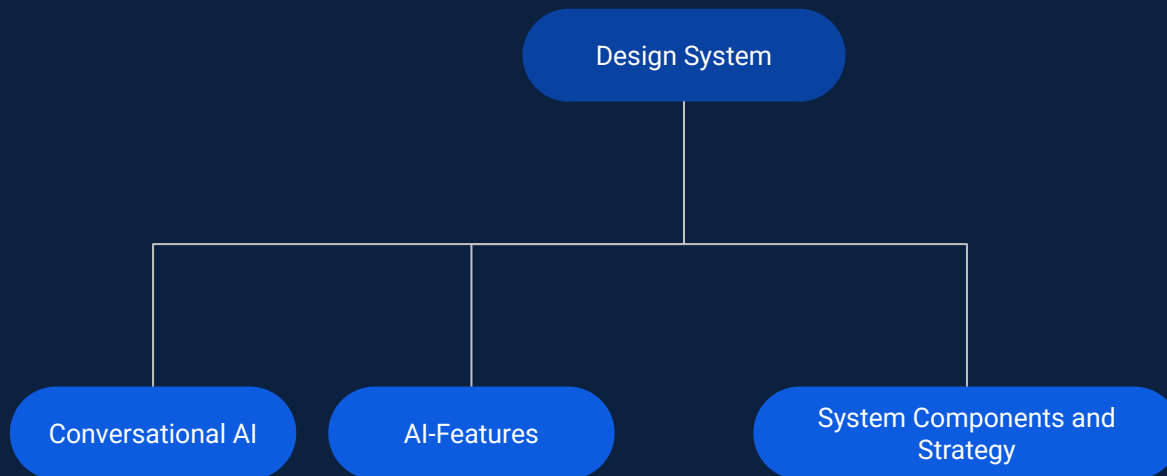 Design System
Conversational AI
AI-Features
System Components and
Strategy